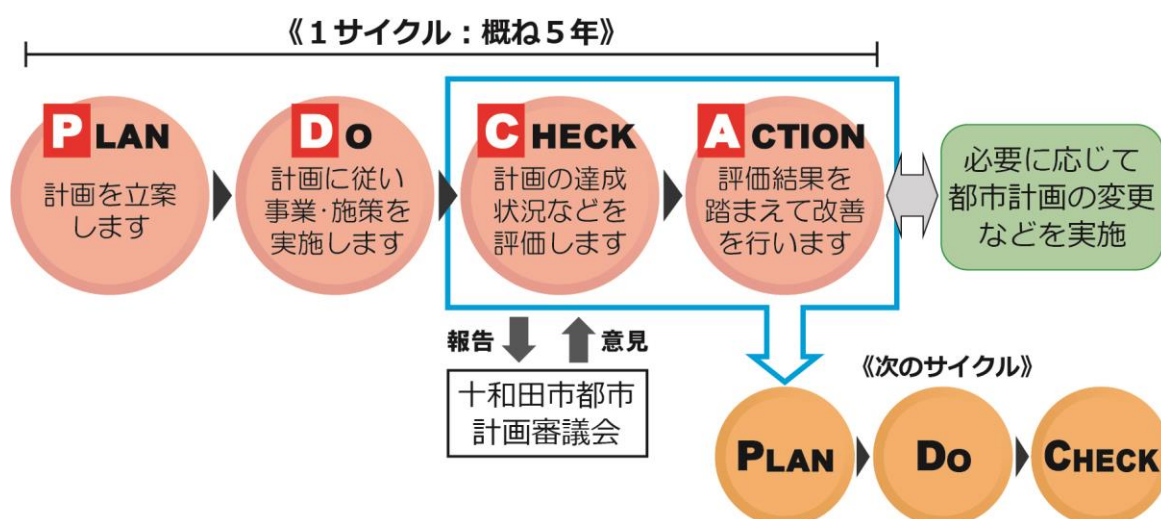 《１サイクル：概ね５年》
PLAN
計画を立案
します
DO
計画に従い
事業・施策を
実施します
CHECK
計画の達成
状況などを
評価します
ACTION
評価結果を
踏まえて改善
を行います
必要に応じて
都市計画の変更
などを実施
報告
意見
十和田市都市
計画審議会
《次のサイクル》
PLAN
DO
CHECK